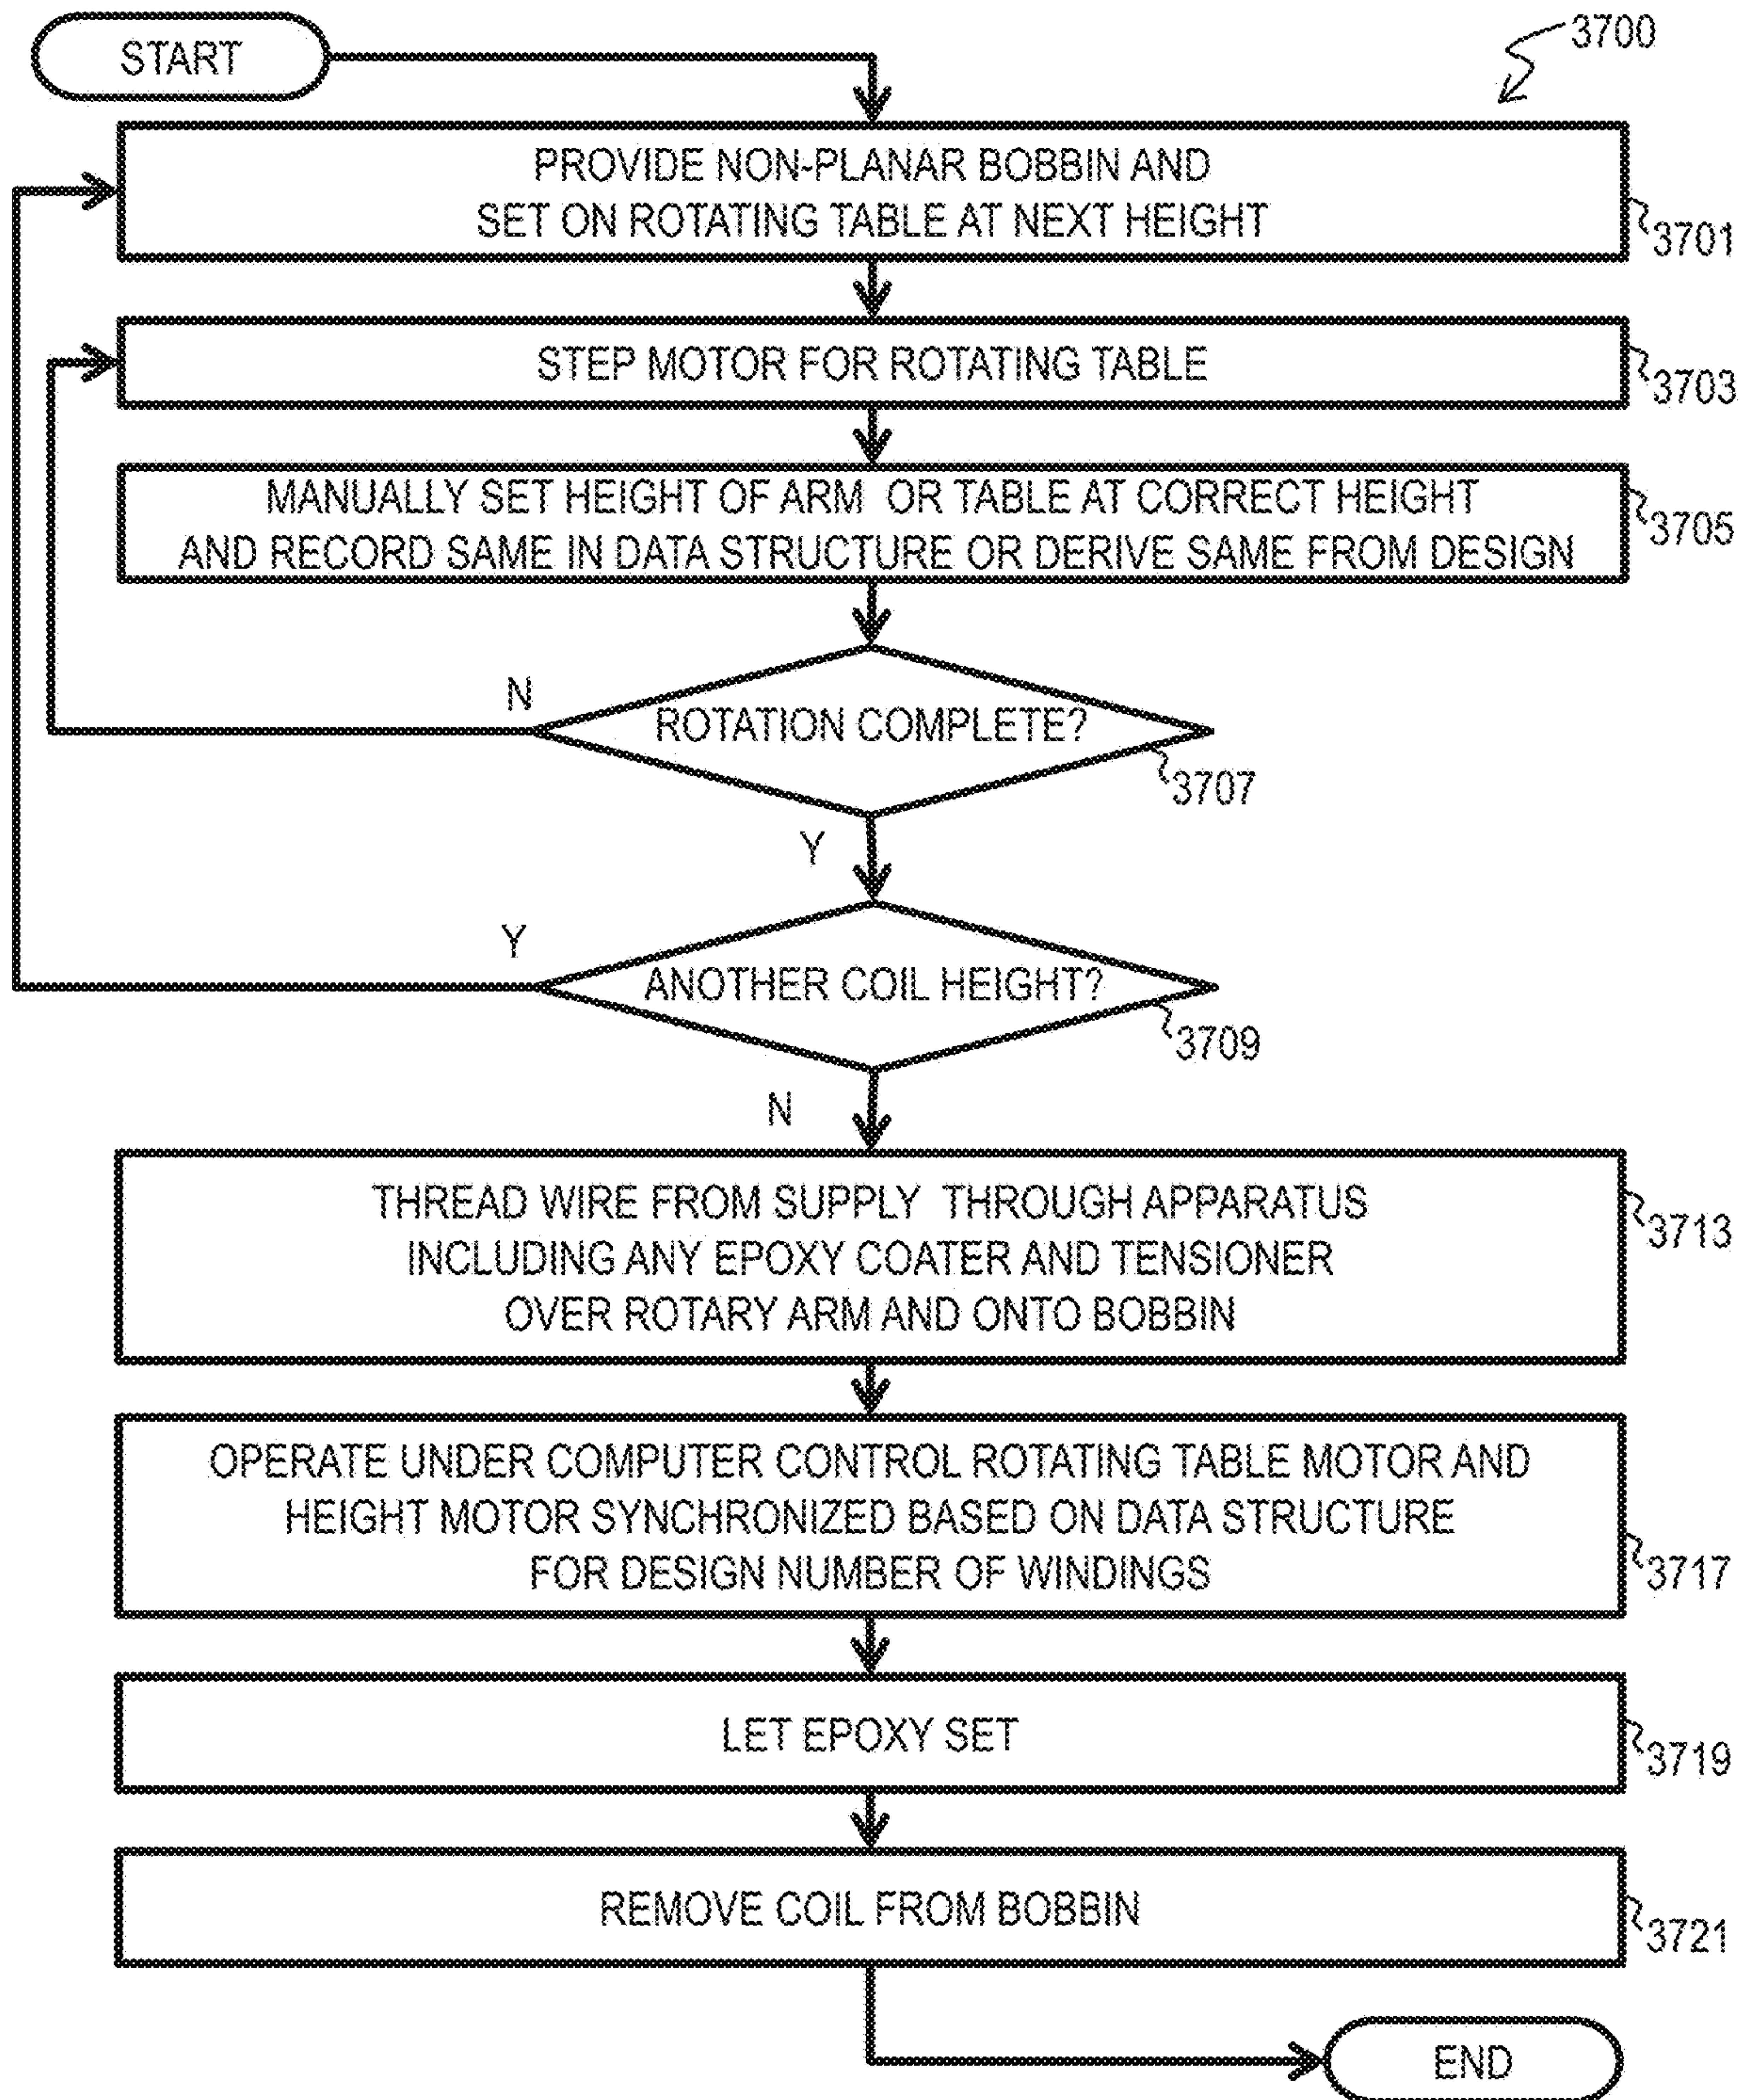 START
3700
PROVIDE NON-PLANAR BOBBIN AND
SET ON ROTATING TABLE AT NEXT HEIGHT
3701
STEP MOTOR FOR ROTATING TABLE
3703
MANUALLY SET HEIGHT OF ARM OR TABLE AT CORRECT HEIGHT
AND RECORD SAME IN DATA STRUCTURE OR DERIVE SAME FROM DESIGN
3705
N
ROTATION COMPLETE?
3707
Y
Y
ANOTHER COIL HEIGHT?
3709
N
THREAD WIRE FROM SUPPLY THROUGH APPARATUS
INCLUDING ANY EPOXY COATER AND TENSIONER
OVER ROTARY ARM AND ONTO BOBBIN
3713
OPERATE UNDER COMPUTER CONTROL ROTATING TABLE MOTOR AND
HEIGHT MOTOR SYNCHRONIZED BASED ON DATA STRUCTURE
FOR DESIGN NUMBER OF WINDINGS
3717
LET EPOXY SET
3719
REMOVE COIL FROM BOBBIN
3721
END